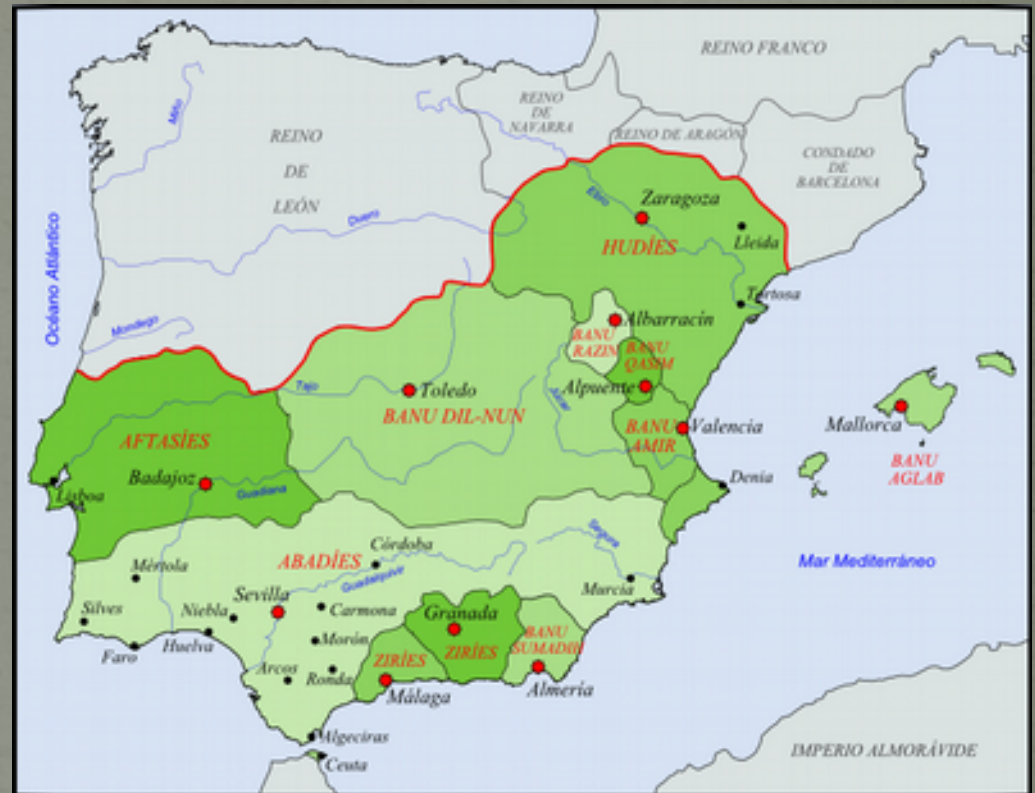 REINO FRANCO
REINO
DE
NAVARRA
REINO DE ARAGÓN
CONDADO
DE
BARCELONA
Miño
REINO
DE
LEÓN
Duero
Ebro
Zaragoza
HUDÍES
Lleida
Océano Atlántico
Tortosa
Mondego
Albarracín
BANU
RAZIN
BANU
QASIM
Alpuente
Tajo
Toledo
BANU DIL-NUN
Júcar
BANU
AMIR
Valencia
Mallorca
BANU
AGLAB
AFTASÍES
Badajoz
Guadiana
Lisboa
Denia
Mar Mediterráneo
ABADÍES
Córdoba
Guadalquivir
Segura
Murcia
Mértola
Silves
Faro
Niebla
Huelva
Sevilla
Carmona
Morón
Arcos
Ronda
Granada
ZIRÍES
ZIRÍES
Málaga
BANU
SUMADIH
Almería
Algeciras
Ceuta
IMPERIO ALMORÁVIDE